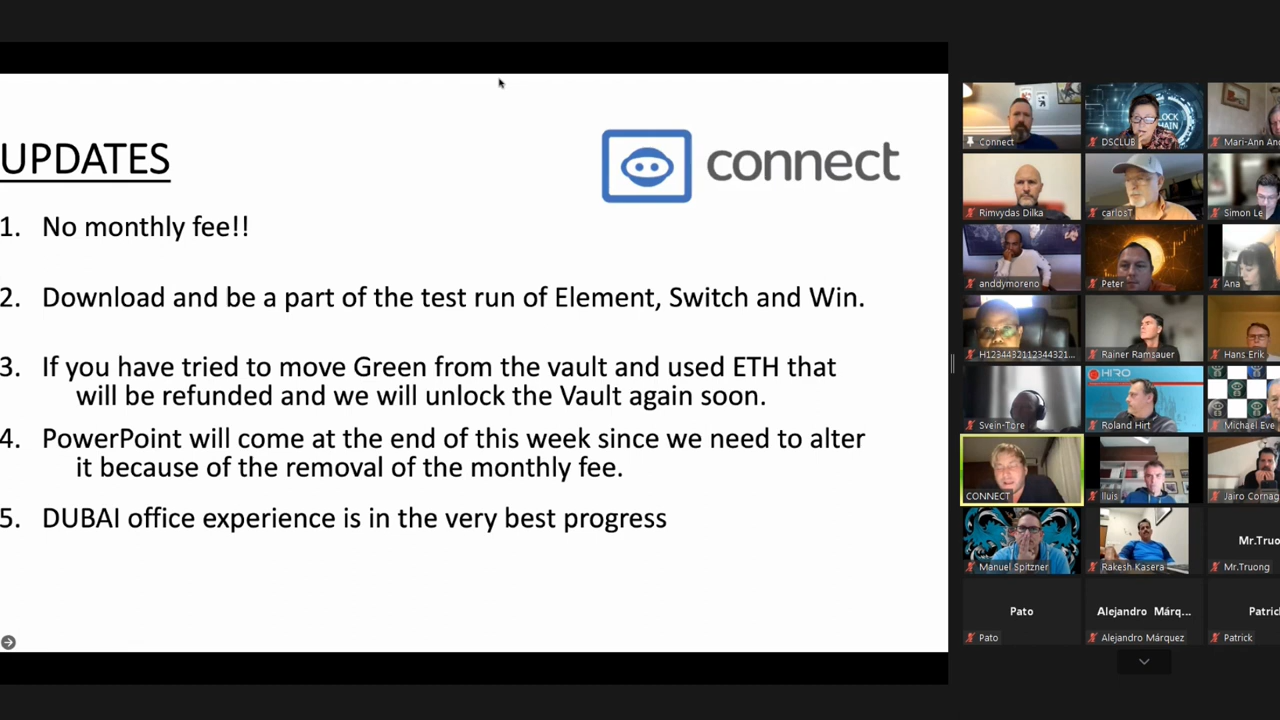 UPDATES
connect
1. No monthly fee!!
2. Download and be a part of the test run of Element, Switch and Win.
3. If you have tried to move Green from the vault and used ETH that
will be refunded and we will unlock the Vault again soon.
4. PowerPoint will come at the end of this week since we need to alter
it because of the removal of the monthly fee.
5. DUBAI office experience is in the very best progress
Connect
DSCLUB
Mari-Ann And
Rimvydas Dilka
carlosT
Simon Le
anddymoreno
Peter
Ana
H1234432112344321...
Rainer Ramsauer
Hans Erik
HIRO
Svein-Tore
Roland Hirt
Michael Eve
CONNECT
lluis
Jairo Cornag
Manuel Spitzner
Rakesh Kasera
Mr.Truo
Mr.Truong
Pato
Alejandro Márq...
Patric
Pato
Alejandro Márquez
Patrick